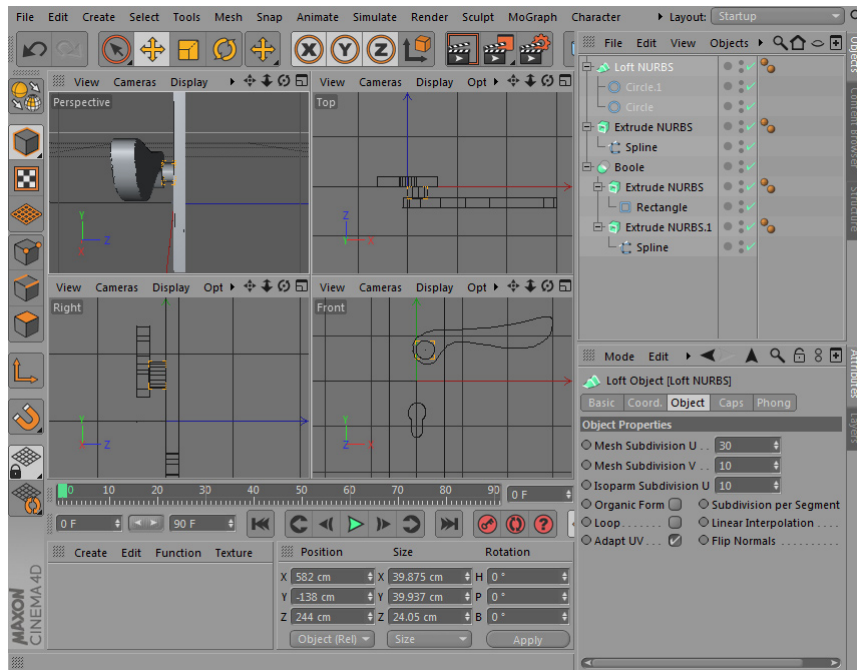 File Edit Create Select Tools Mesh Snap Animate Simulate Render Sculpt MoGraph Character Layout: Startup
File Edit View Objects
View Cameras Display
View Cameras Display Opt
Perspective
Top
Y
Z
Z
Y X
Loft NURBS
Circle.1
Circle
Extrude NURBS
Spline
Boole
Extrude NURBS
Rectangle
Extrude NURBS.1
Spline
Objects
Content Browser
Structure
View Cameras Display Opt
View Cameras Display Opt
Right
Front
Y
X Z
Y
Z X
Mode Edit
Loft Object [Loft NURBS]
Basic Coord. Object Caps Phong
Object Properties
Mesh Subdivision U . . 30
Mesh Subdivision V . . 10
Isoparm Subdivision U 10
Organic Form Subdivision per Segment
Loop . . . . . . . Linear Interpolation . . . .
Adapt UV . . . Flip Normals . . . . . . . . . .
Attributes
Layers
0 10 20 30 40 50 60 70 80 90 0 F
0 F 90 F
Create Edit Function Texture
Position Size Rotation
X 582 cm X 39.875 cm H 0 °
Y -138 cm Y 39.937 cm P 0 °
Z 244 cm Z 24.05 cm B 0 °
Object (Rel) Size Apply
MAXON
CINEMA 4D